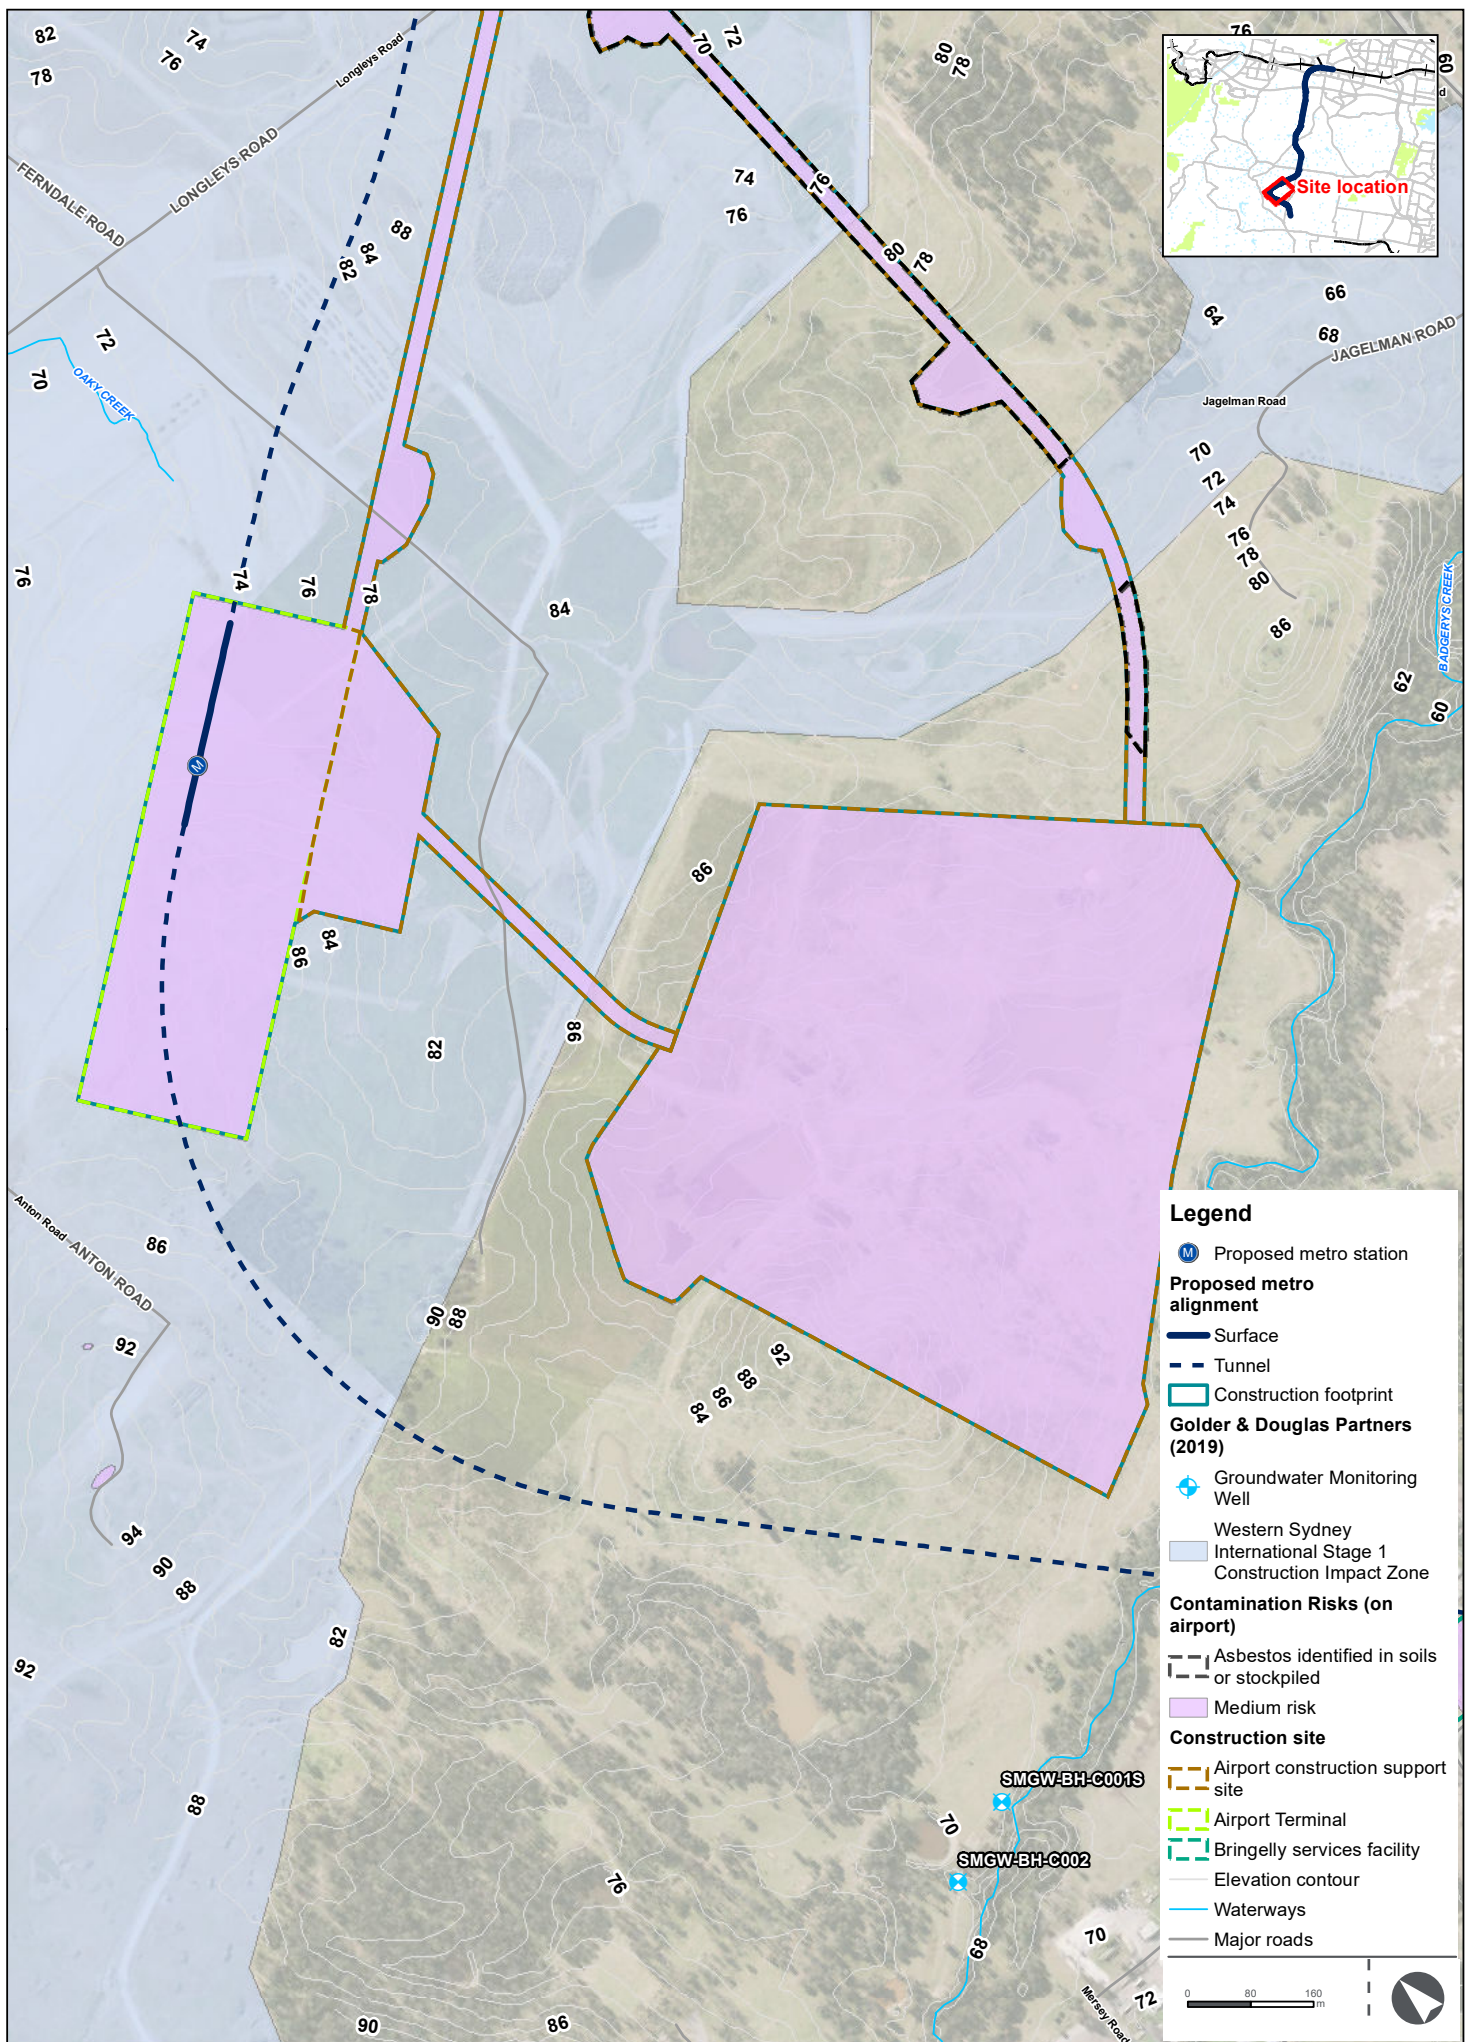 82
74
76
78
Longleys Road
70
72
80
78
76
60
d
Site location
FERNDALE ROAD
LONGLEYS ROAD
88
84
82
74
76
76
80
78
66
64
68
JAGELMAN ROAD
Jagelman Road
72
70
OAKY CREEK
70
72
74
76
78
80
86
76
74
76
78
84
BADGERYS CREEK
62
60
M
86
84
86
82
86
Anton Road
ANTON ROAD
86
92
90
88
92
88
86
84
94
90
88
82
92
88
SMGW-BH-C001S
70
SMGW-BH-C002
76
68
70
72
Mersey Road
90
86
Legend
M Proposed metro station
Proposed metro
alignment
Surface
Tunnel
Construction footprint
Golder & Douglas Partners
(2019)
Groundwater Monitoring
Well
Western Sydney
International Stage 1
Construction Impact Zone
Contamination Risks (on
airport)
Asbestos identified in soils
or stockpiled
Medium risk
Construction site
Airport construction support
site
Airport Terminal
Bringelly services facility
Elevation contour
Waterways
Major roads
0 80 160
m